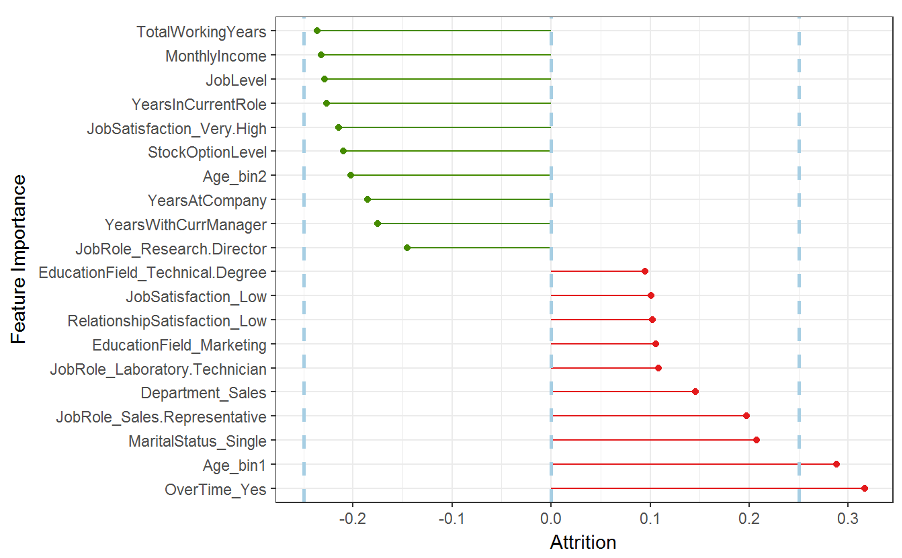 TotalWorkingYears
MonthlyIncome
JobLevel
YearsInCurrentRole
JobSatisfaction_Very.High
StockOptionLevel
Age_bin2
YearsAtCompany
YearsWithCurrManager
JobRole_Research.Director
EducationField_Technical.Degree
JobSatisfaction_Low
RelationshipSatisfaction_Low
EducationField_Marketing
JobRole_Laboratory.Technician
Department_Sales
JobRole_Sales.Representative
MaritalStatus_Single
Age_bin1
OverTime_Yes
Feature Importance
-0.2 -0.1 0.0 0.1 0.2 0.3
Attrition